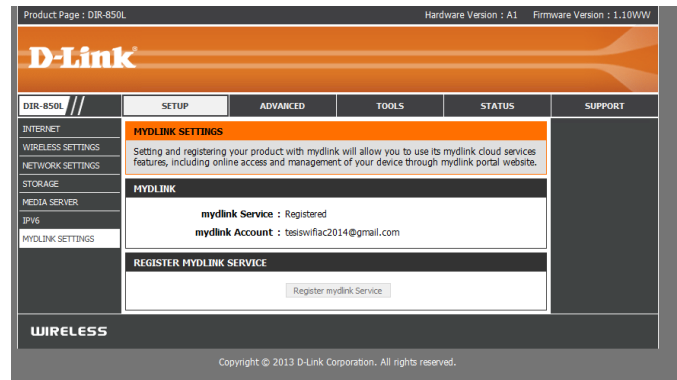 Product Page : DIR-850L Hardware Version : A1 Firmware Version : 1.10WW
D-Link
DIR-850L SETUP ADVANCED TOOLS STATUS SUPPORT
INTERNET
WIRELESS SETTINGS
NETWORK SETTINGS
STORAGE
MEDIA SERVER
IPV6
MYDLINK SETTINGS
MYDLINK SETTINGS
Setting and registering your product with mydlink will allow you to use its mydlink cloud services
features, including online access and management of your device through mydlink portal website.
MYDLINK
mydlink Service : Registered
mydlink Account : tesiswifiac2014@gmail.com
REGISTER MYDLINK SERVICE
Register mydlink Service
WIRELESS
Copyright © 2013 D-Link Corporation. All rights reserved.